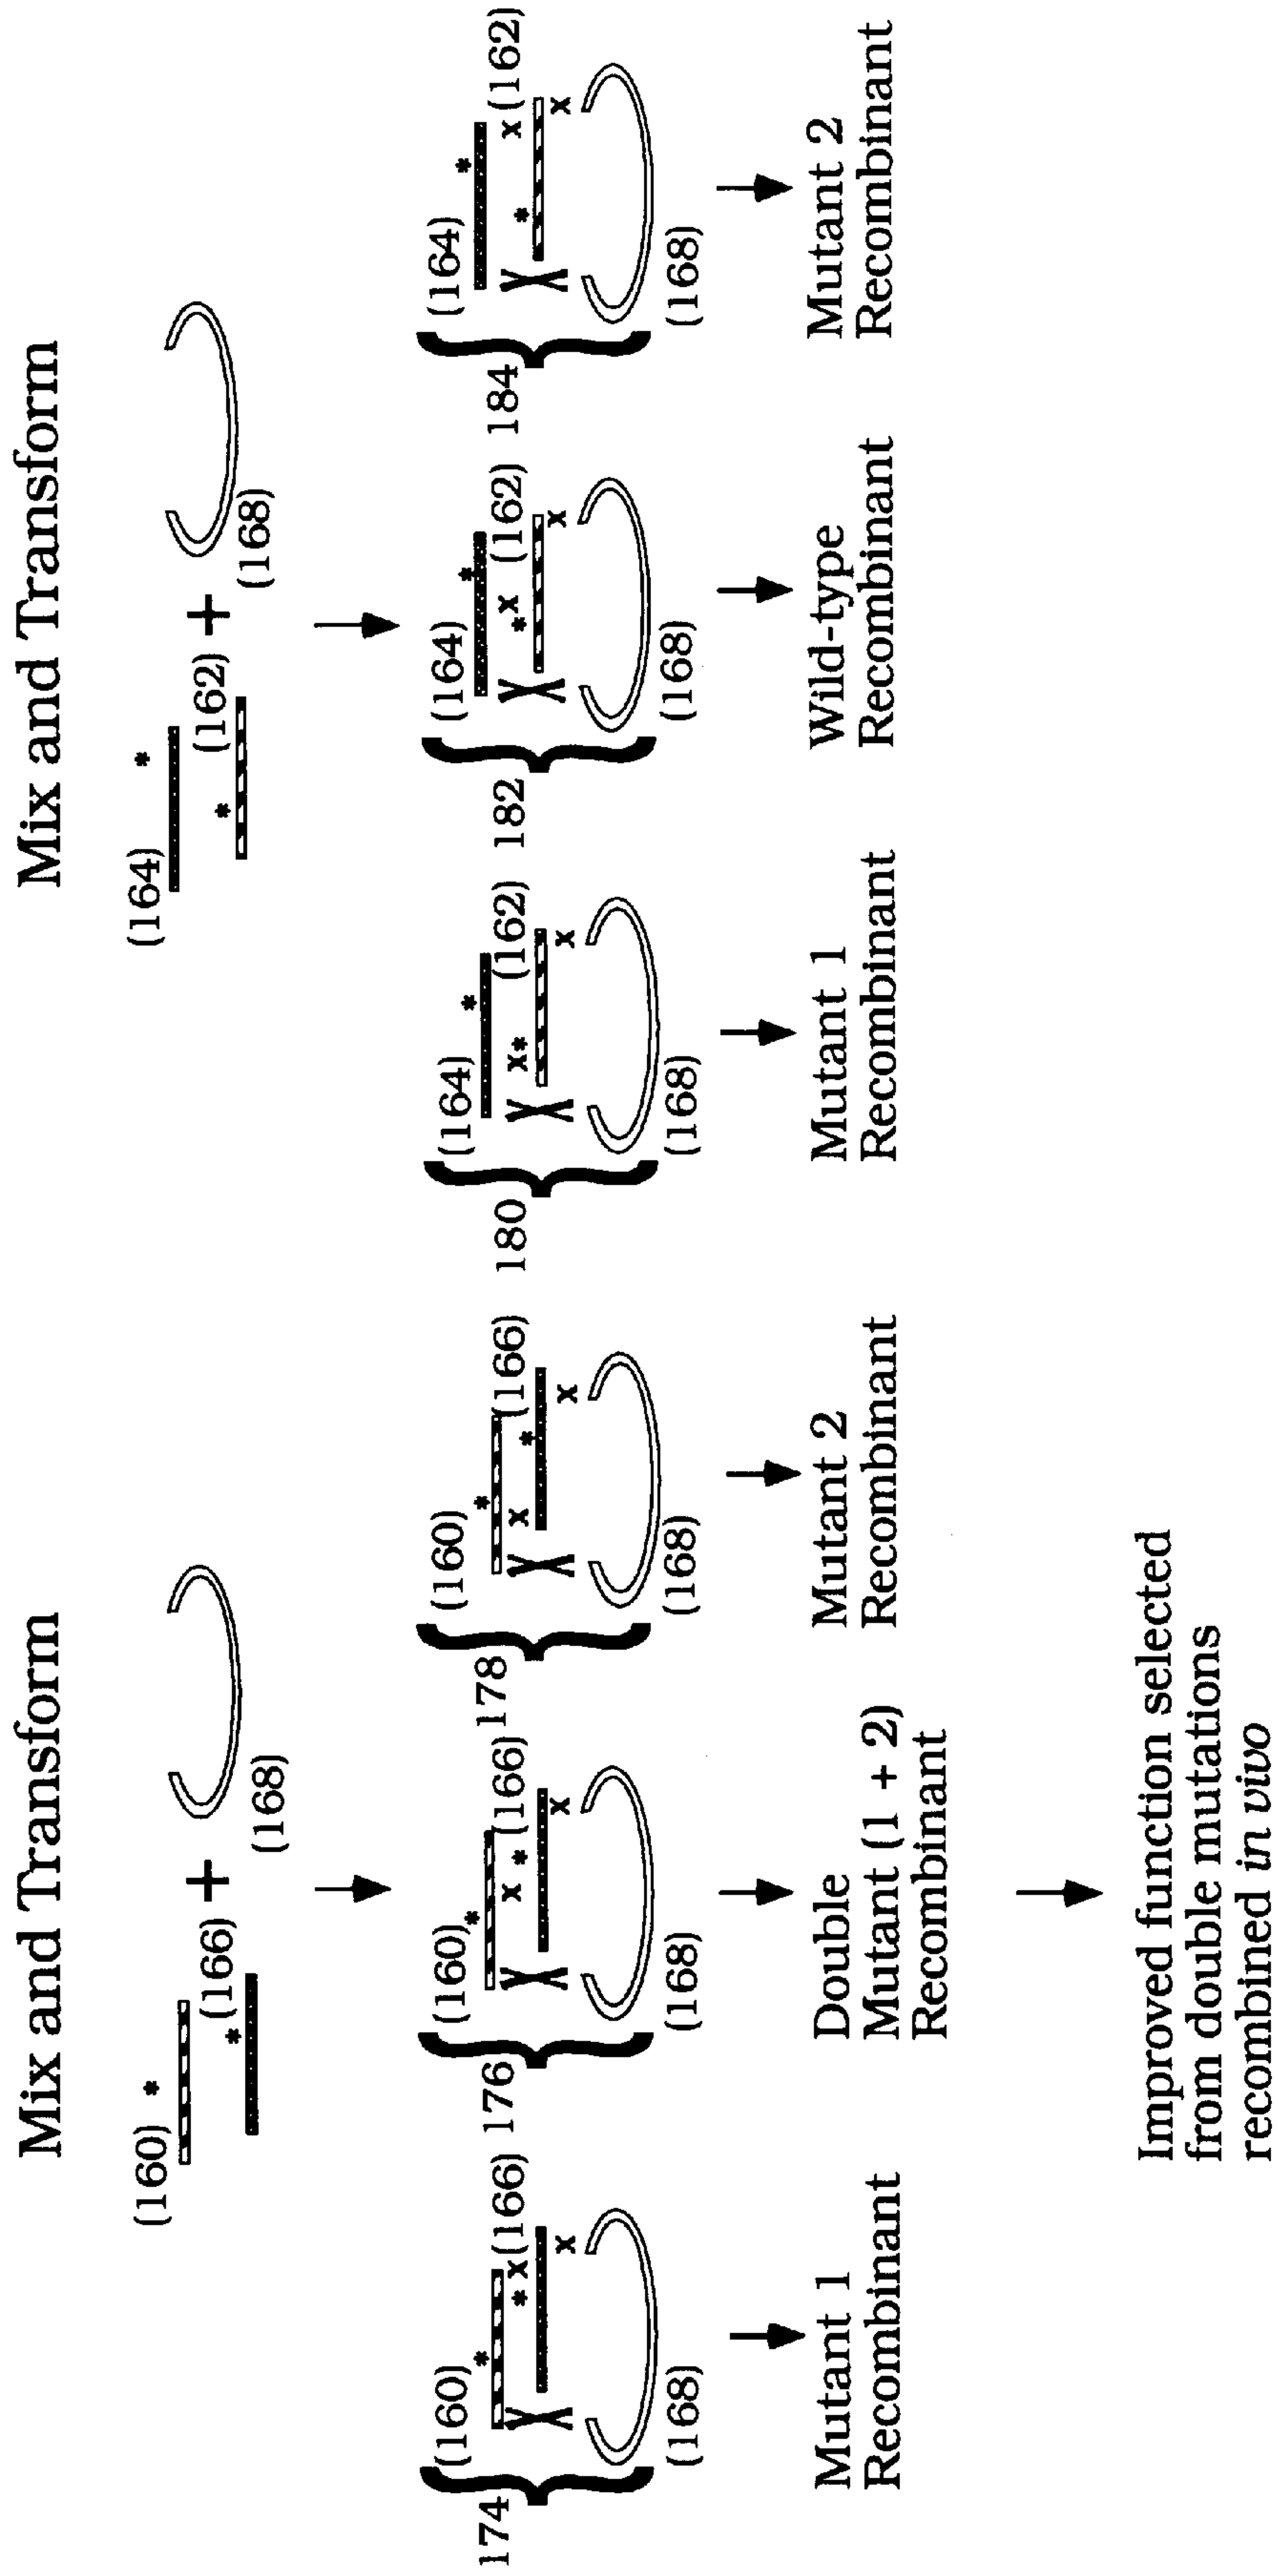 Mix and Transform
(160)
*
(166)
*
+
(168)
Mix and Transform
(164)
*
(162)
*
+
(168)
174
(160)
*
* x (166)
x
(168)
Mutant 1
Recombinant
176
(160)
*
x * (166)
x
(168)
Double
Mutant (1 + 2)
Recombinant
178
(160)
*
x * (166)
x
(168)
Mutant 2
Recombinant
180
(164)
*
x * (162)
x
(168)
Mutant 1
Recombinant
182
(164)
*
* x (162)
x
(168)
Wild-type
Recombinant
184
(164)
*
* x (162)
x
(168)
Mutant 2
Recombinant
Improved function selected
from double mutations
recombined in vivo